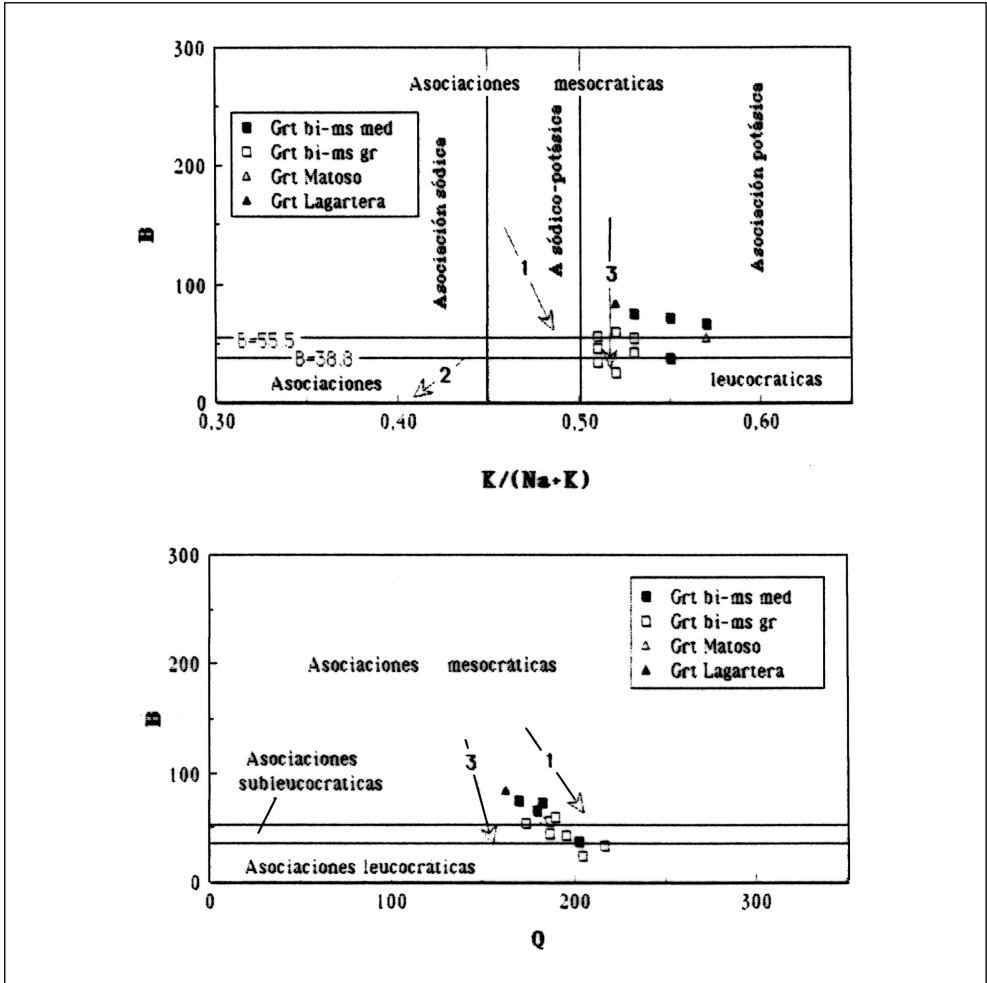 300
200
100
0
B
Asociaciones mesocráticas
Grt bi-ms med
Grt bi-ms gr
Grt Matoso
Grt Lagartera
Asociación sódica
Asociación sódico-potásica
Asociación potásica
1
3
B=55.5
B=38.8
2
Asociaciones leucocráticas
0,30 0,40 0,50 0,60
K/(Na+K)
300
200
100
0
B
Grt bi-ms med
Grt bi-ms gr
Grt Matoso
Grt Lagartera
Asociaciones mesocráticas
3
1
Asociaciones
subleucocraticas
Asociaciones leucocraticas
0 100 200 300
Q